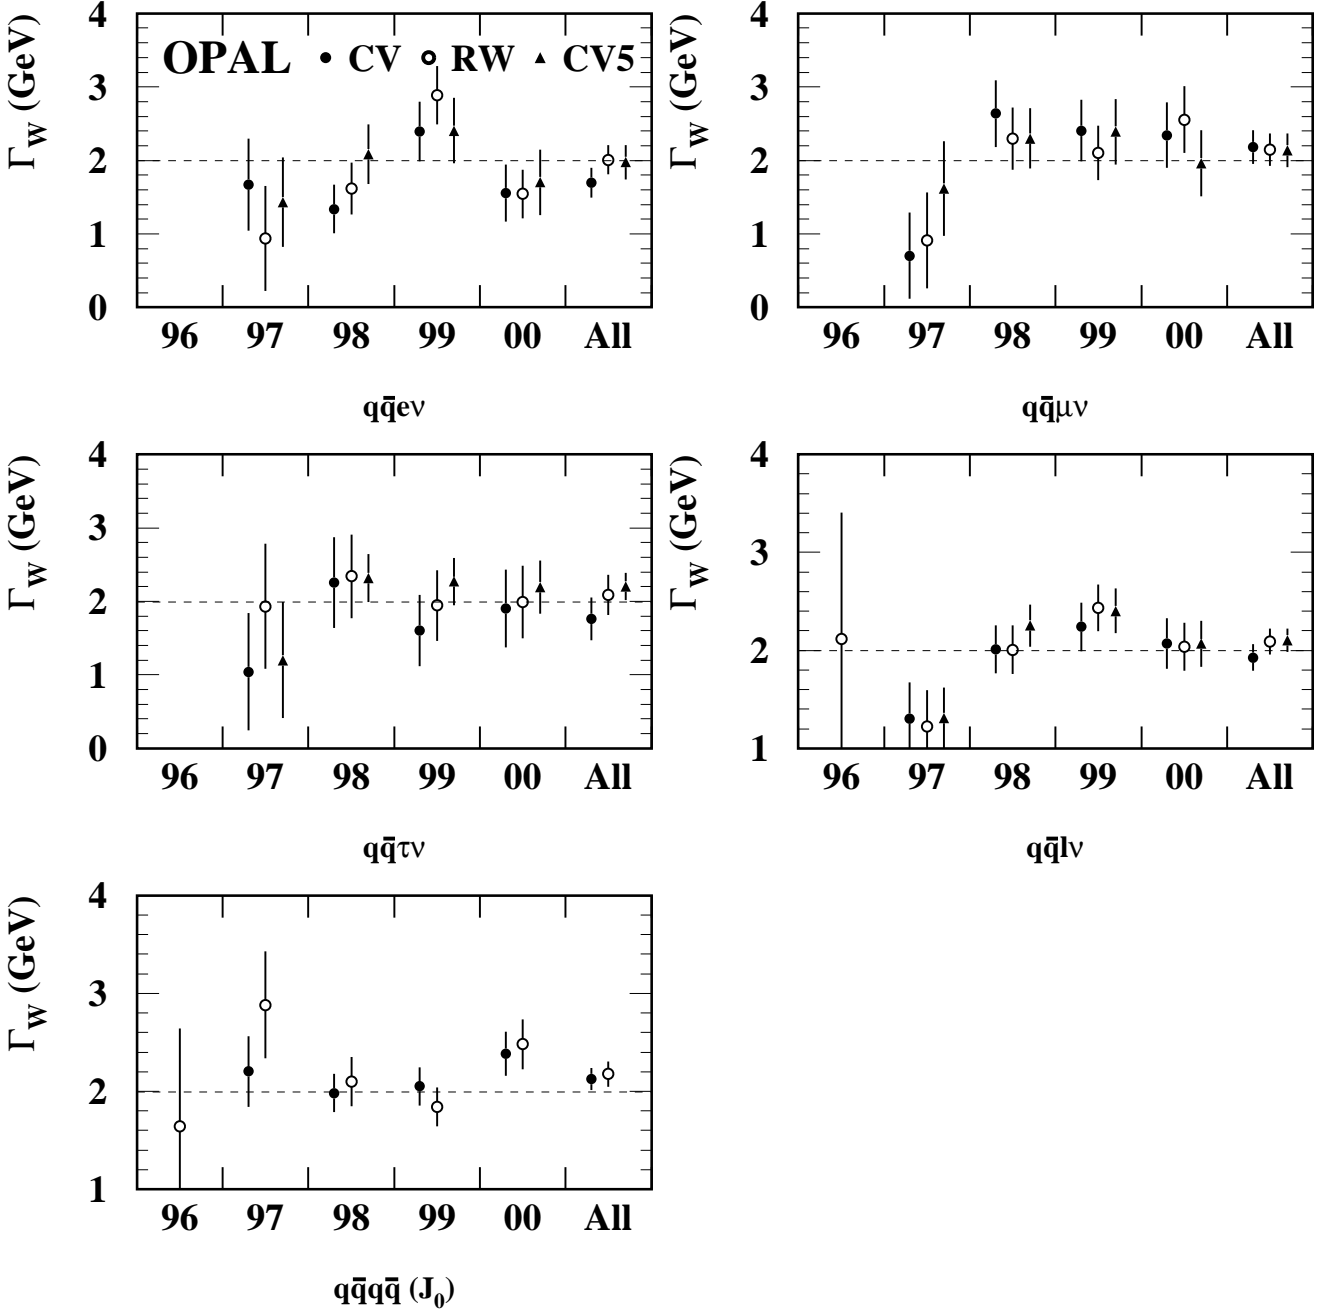 Γ_W (GeV)
4
3
2
1
0
OPAL ● CV ○ RW ▲ CV5
96 97 98 99 00 All
qq̄eν
Γ_W (GeV)
4
3
2
1
0
96 97 98 99 00 All
qq̄μν
Γ_W (GeV)
4
3
2
1
0
96 97 98 99 00 All
qq̄τν
Γ_W (GeV)
4
3
2
1
96 97 98 99 00 All
qq̄lν
Γ_W (GeV)
4
3
2
1
96 97 98 99 00 All
qq̄qq̄ (J_0)